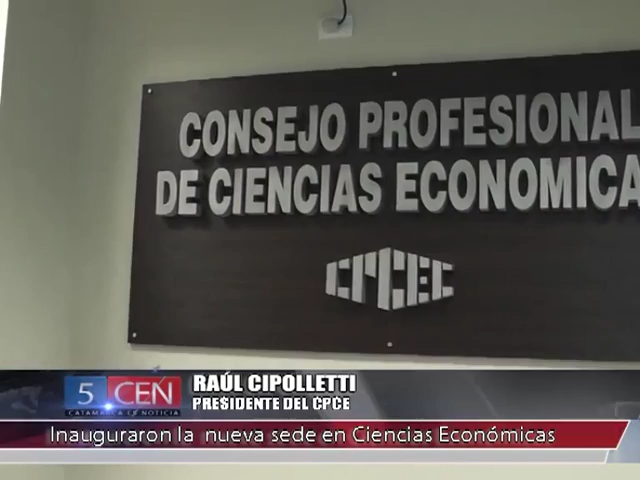 CONSEJO PROFESIONAL
DE CIENCIAS ECONOMICA
CPCEC
5 CEN
CATAMARCA ES NOTICIA
RAÚL CIPOLLETTI
PRESIDENTE DEL CPCE
Inauguraron la nueva sede en Ciencias Económicas